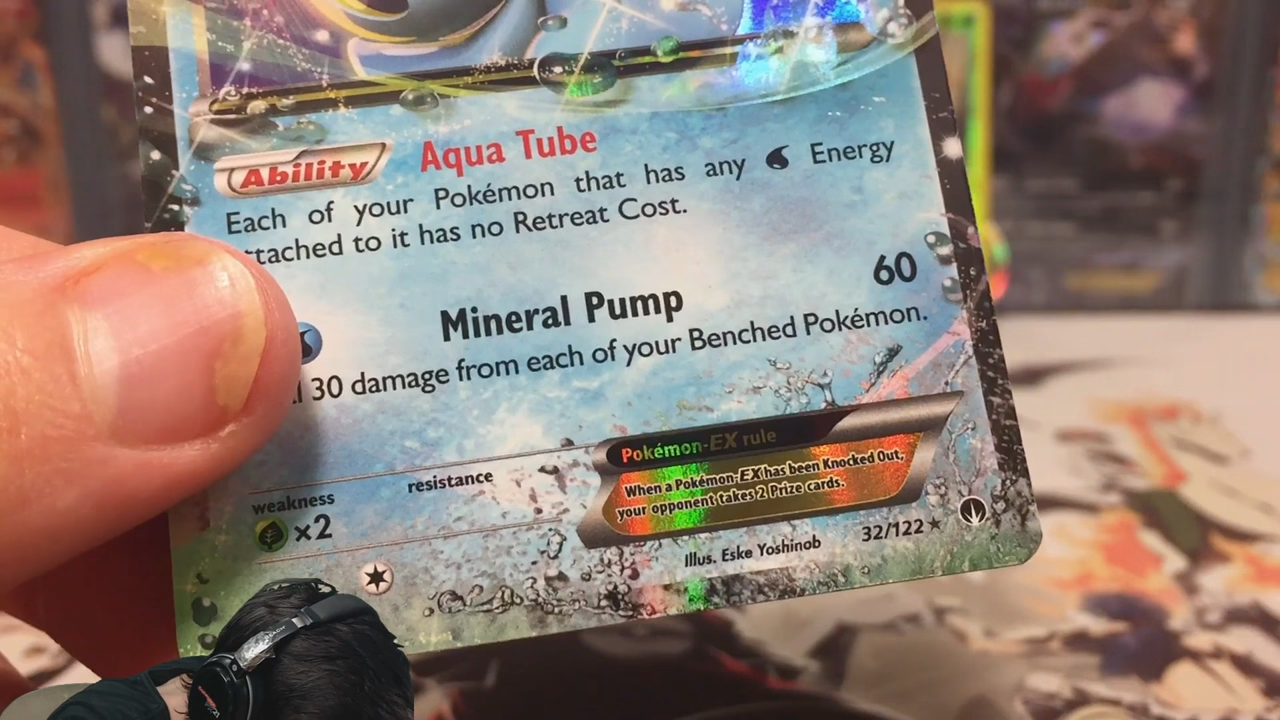 Ability Aqua Tube
Each of your Pokémon that has any Energy
ttached to it has no Retreat Cost.
Mineral Pump 60
30 damage from each of your Benched Pokémon.
weakness resistance
×2
Pokémon-EX rule
When a Pokémon-EX has been Knocked Out,
your opponent takes 2 Prize cards.
Illus. Eske Yoshinob 32/122